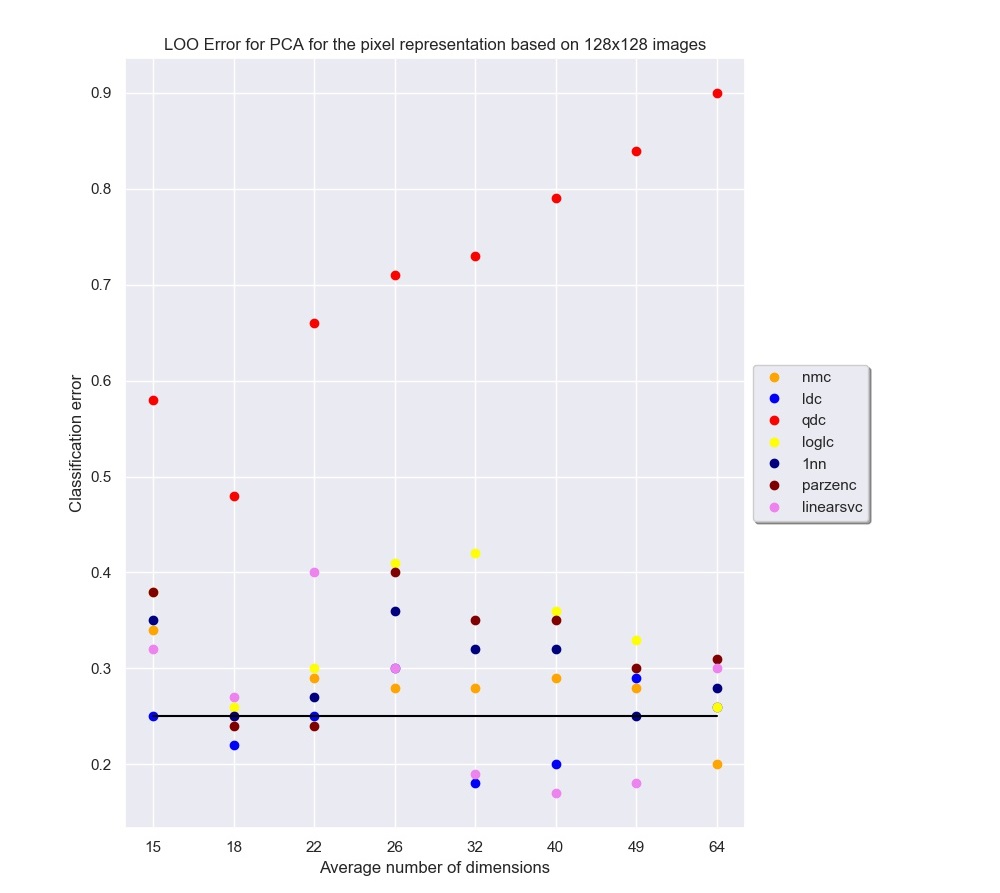 LOO Error for PCA for the pixel representation based on 128x128 images
0.9
0.8
0.7
0.6
0.5
0.4
0.3
0.2
Classification error
15 18 22 26 32 40 49 64
Average number of dimensions
nmc
ldc
qdc
loglc
1nn
parzenc
linearsvc